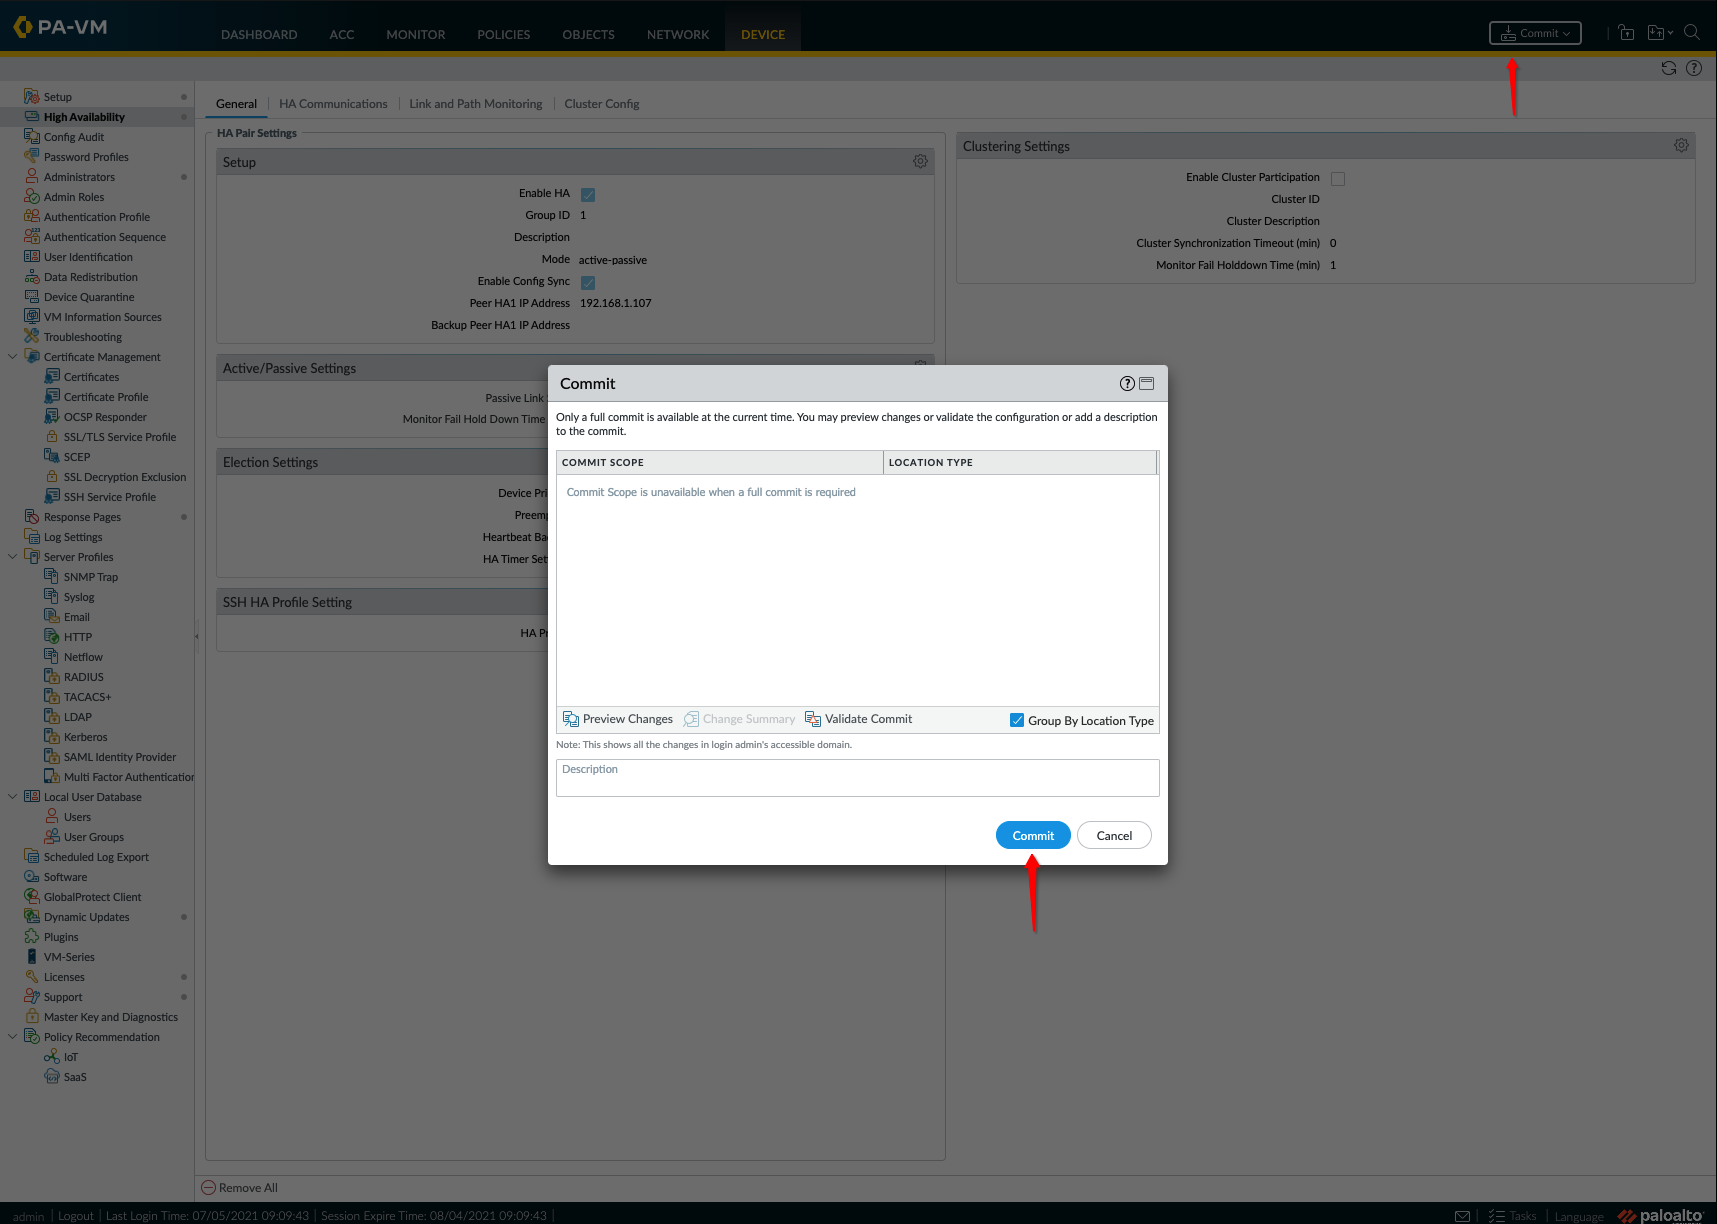 PA-VM
DASHBOARD ACC MONITOR POLICIES OBJECTS NETWORK DEVICE
Commit
Setup
High Availability
Config Audit
Password Profiles
Administrators
Admin Roles
Authentication Profile
Authentication Sequence
User Identification
Data Redistribution
Device Quarantine
VM Information Sources
Troubleshooting
Certificate Management
Certificates
Certificate Profile
OCSP Responder
SSL/TLS Service Profile
SCEP
SSL Decryption Exclusion
SSH Service Profile
Response Pages
Log Settings
Server Profiles
SNMP Trap
Syslog
Email
HTTP
Netflow
RADIUS
TACACS+
LDAP
Kerberos
SAML Identity Provider
Multi Factor Authentication
Local User Database
Users
User Groups
Scheduled Log Export
Software
GlobalProtect Client
Dynamic Updates
Plugins
VM-Series
Licenses
Support
Master Key and Diagnostics
Policy Recommendation
IoT
SaaS
General HA Communications Link and Path Monitoring Cluster Config
HA Pair Settings
Setup
Enable HA
Group ID 1
Description
Mode active-passive
Enable Config Sync
Peer HA1 IP Address 192.168.1.107
Backup Peer HA1 IP Address
Active/Passive Settings
Passive Link
Monitor Fail Hold Down Time
Election Settings
Device Pri
Preemp
Heartbeat Ba
HA Timer Set
SSH HA Profile Setting
HA Pr
Clustering Settings
Enable Cluster Participation
Cluster ID
Cluster Description
Cluster Synchronization Timeout (min) 0
Monitor Fail Holddown Time (min) 1
Commit
Only a full commit is available at the current time. You may preview changes or validate the configuration or add a description
to the commit.
COMMIT SCOPE LOCATION TYPE
Commit Scope is unavailable when a full commit is required
Preview Changes Change Summary Validate Commit Group By Location Type
Note: This shows all the changes in login admin's accessible domain.
Description
Commit Cancel
Remove All
admin Logout Last Login Time: 07/05/2021 09:09:43 Session Expire Time: 08/04/2021 09:09:43
Tasks Language paloalto